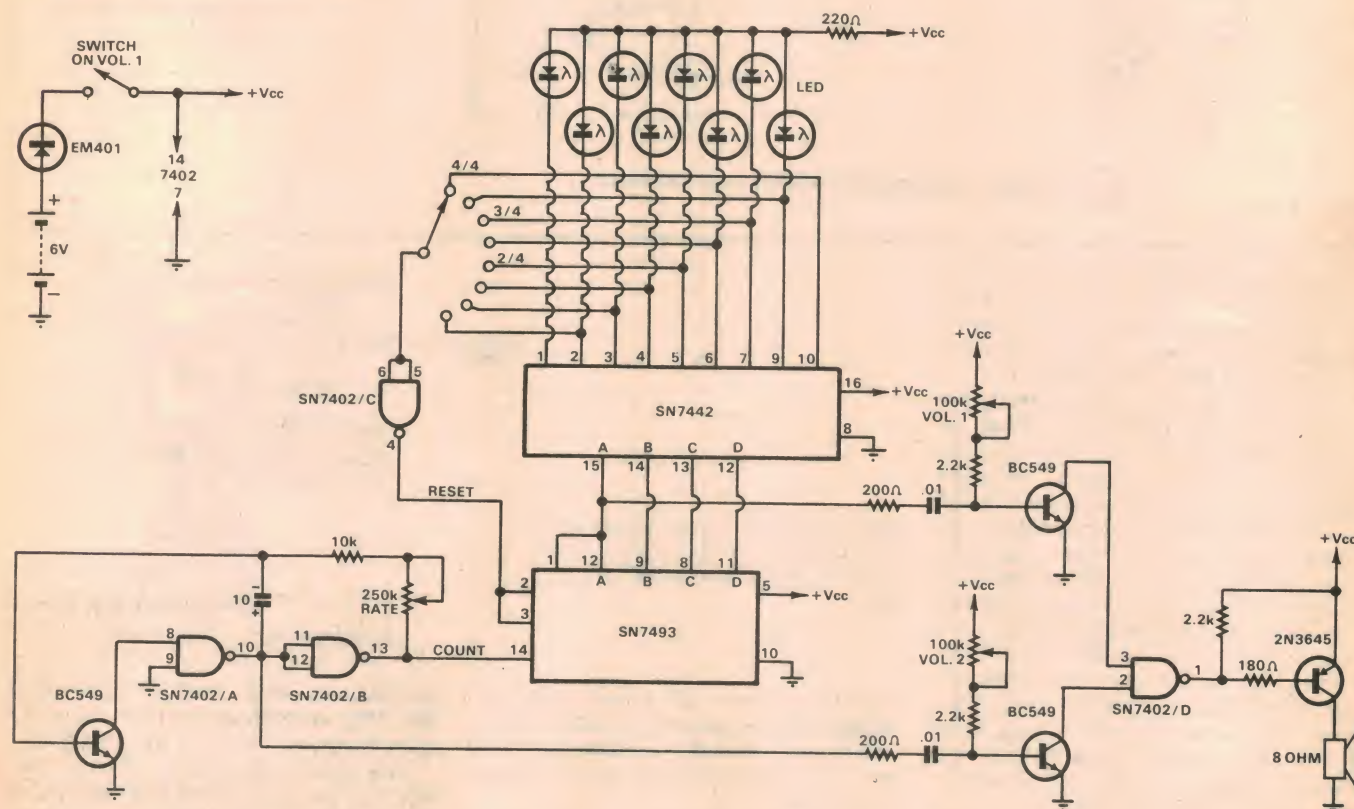 220Ω
+Vcc
SWITCH
ON VOL. 1
+Vcc
λ λ λ λ
LED
λ λ λ λ
EM401
14
7402
7
+
6V
−
4/4
3/4
2/4
1 2 3 4 5 6 7 9 10
6 5
SN7402/C
4
SN7442
16
+Vcc
8
A B C D
15 14 13 12
+Vcc
100k
VOL. 1
2.2k
BC549
200Ω
.01
RESET
10k
1 12 9 8 11
A B C D
2
3
5
+Vcc
−
10
+
250k
RATE
SN7493
8
9
10
11
12
13
COUNT
14
10
SN7402/A
SN7402/B
BC549
+Vcc
100k
VOL. 2
2.2k
BC549
200Ω
.01
+Vcc
2.2k
2N3645
3
2
1
180Ω
SN7402/D
8 OHM